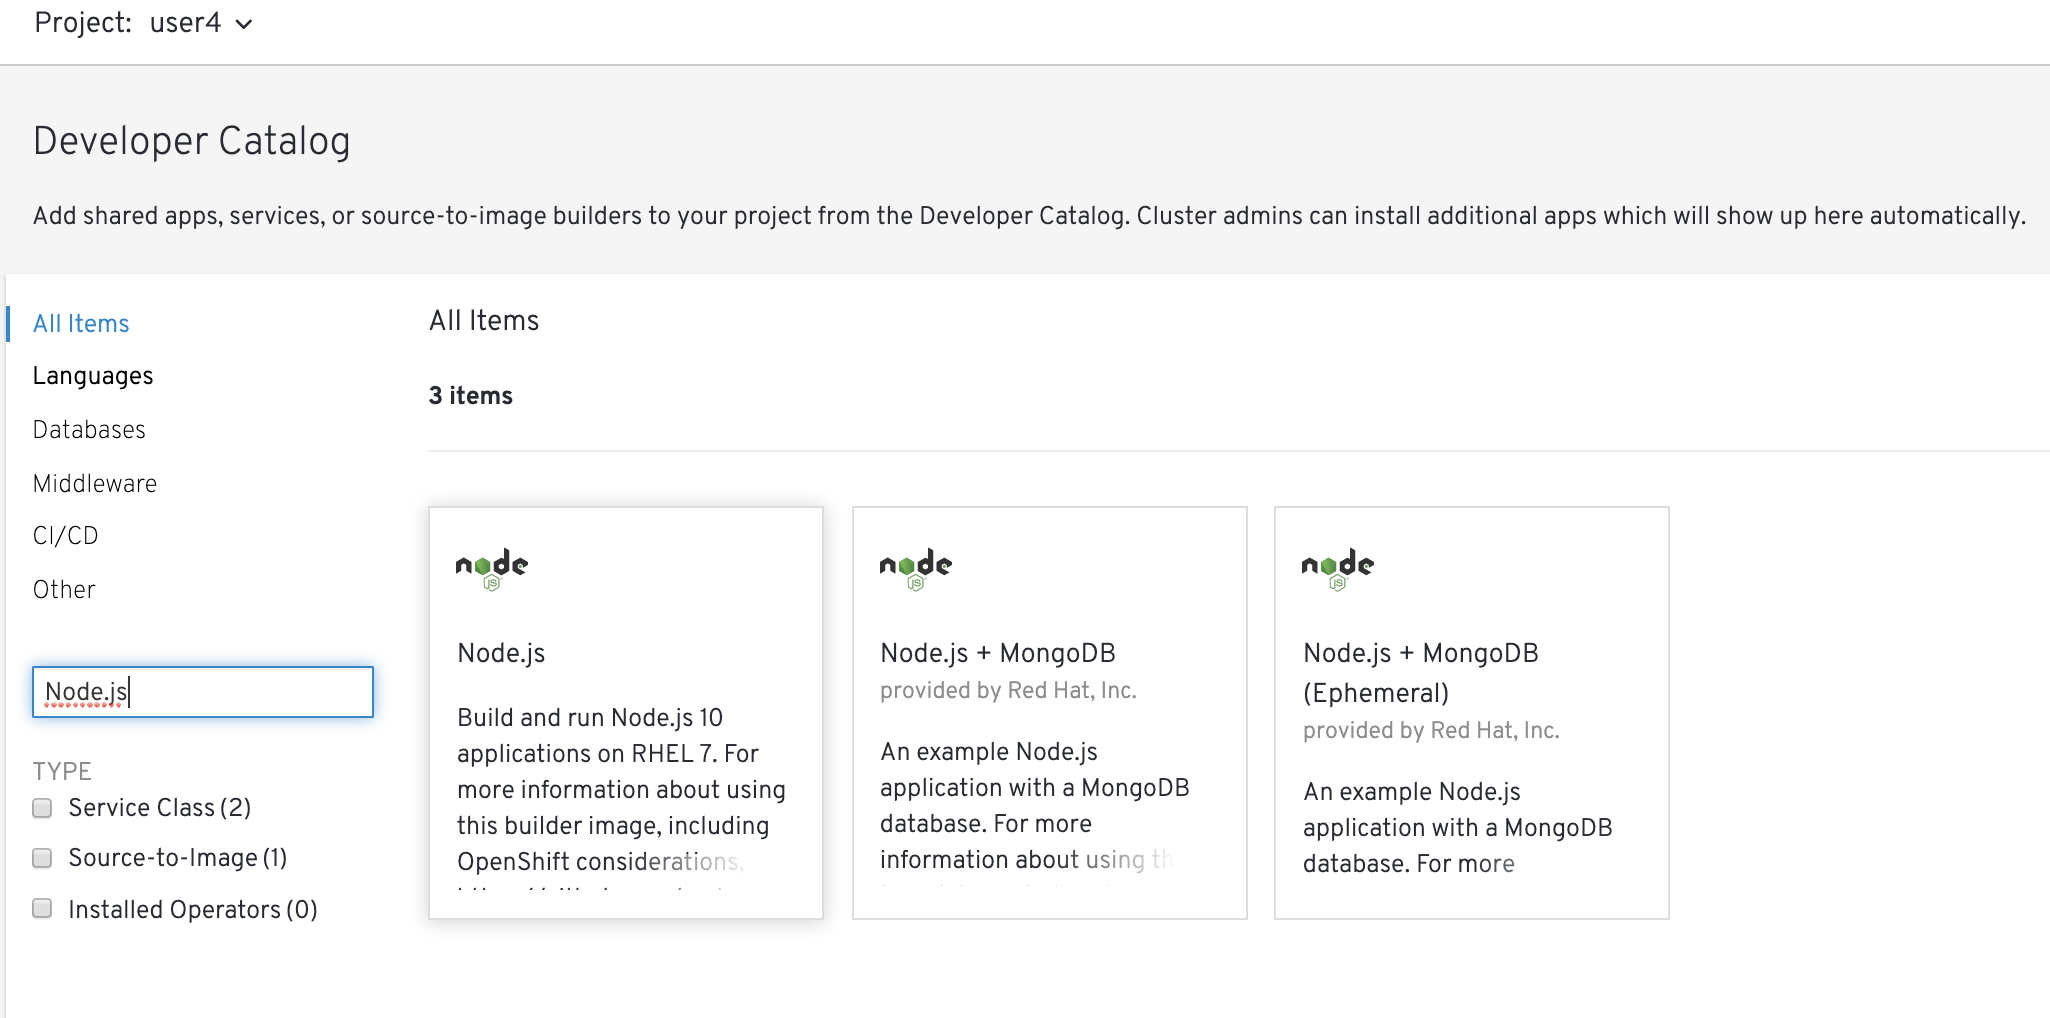 Project: user4
Developer Catalog
Add shared apps, services, or source-to-image builders to your project from the Developer Catalog. Cluster admins can install additional apps which will show up here automatically.
All Items
Languages
Databases
Middleware
CI/CD
Other
Node.js
TYPE
Service Class (2)
Source-to-Image (1)
Installed Operators (0)
All Items
3 items
node
JS
Node.js
Build and run Node.js 10
applications on RHEL 7. For
more information about using
this builder image, including
OpenShift considerations,
node
JS
Node.js + MongoDB
provided by Red Hat, Inc.
An example Node.js
application with a MongoDB
database. For more
information about using
node
JS
Node.js + MongoDB
(Ephemeral)
provided by Red Hat, Inc.
An example Node.js
application with a MongoDB
database. For more